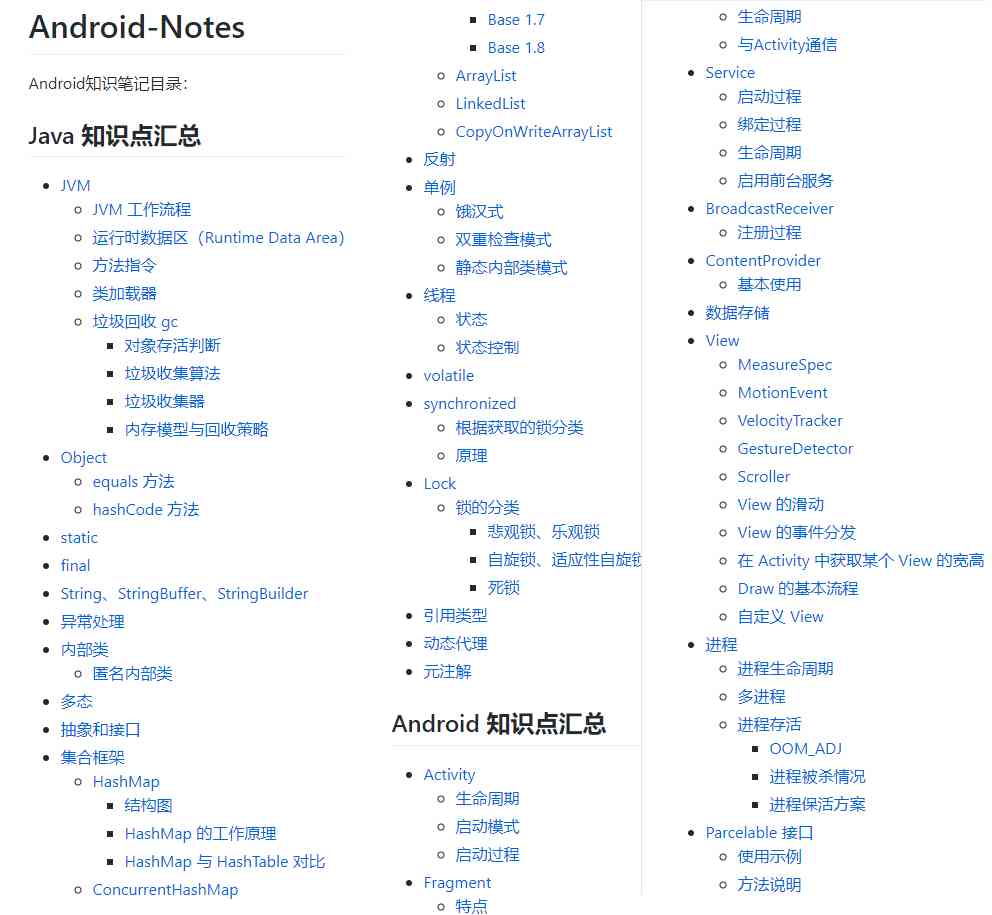 Android-Notes
Android知识笔记目录：
Java 知识点汇总
JVM
JVM 工作流程
运行时数据区（Runtime Data Area）
方法指令
类加载器
垃圾回收 gc
对象存活判断
垃圾收集算法
垃圾收集器
内存模型与回收策略
Object
equals 方法
hashCode 方法
static
final
String、StringBuffer、StringBuilder
异常处理
内部类
匿名内部类
多态
抽象和接口
集合框架
HashMap
结构图
HashMap 的工作原理
HashMap 与 HashTable 对比
ConcurrentHashMap
Base 1.7
Base 1.8
ArrayList
LinkedList
CopyOnWriteArrayList
反射
单例
饿汉式
双重检查模式
静态内部类模式
线程
状态
状态控制
volatile
synchronized
根据获取的锁分类
原理
Lock
锁的分类
悲观锁、乐观锁
自旋锁、适应性自旋锁
死锁
引用类型
动态代理
元注解
Android 知识点汇总
Activity
生命周期
启动模式
启动过程
Fragment
特点
生命周期
与Activity通信
Service
启动过程
绑定过程
生命周期
启用前台服务
BroadcastReceiver
注册过程
ContentProvider
基本使用
数据存储
View
MeasureSpec
MotionEvent
VelocityTracker
GestureDetector
Scroller
View 的滑动
View 的事件分发
在 Activity 中获取某个 View 的宽高
Draw 的基本流程
自定义 View
进程
进程生命周期
多进程
进程存活
OOM_ADJ
进程被杀情况
进程保活方案
Parcelable 接口
使用示例
方法说明